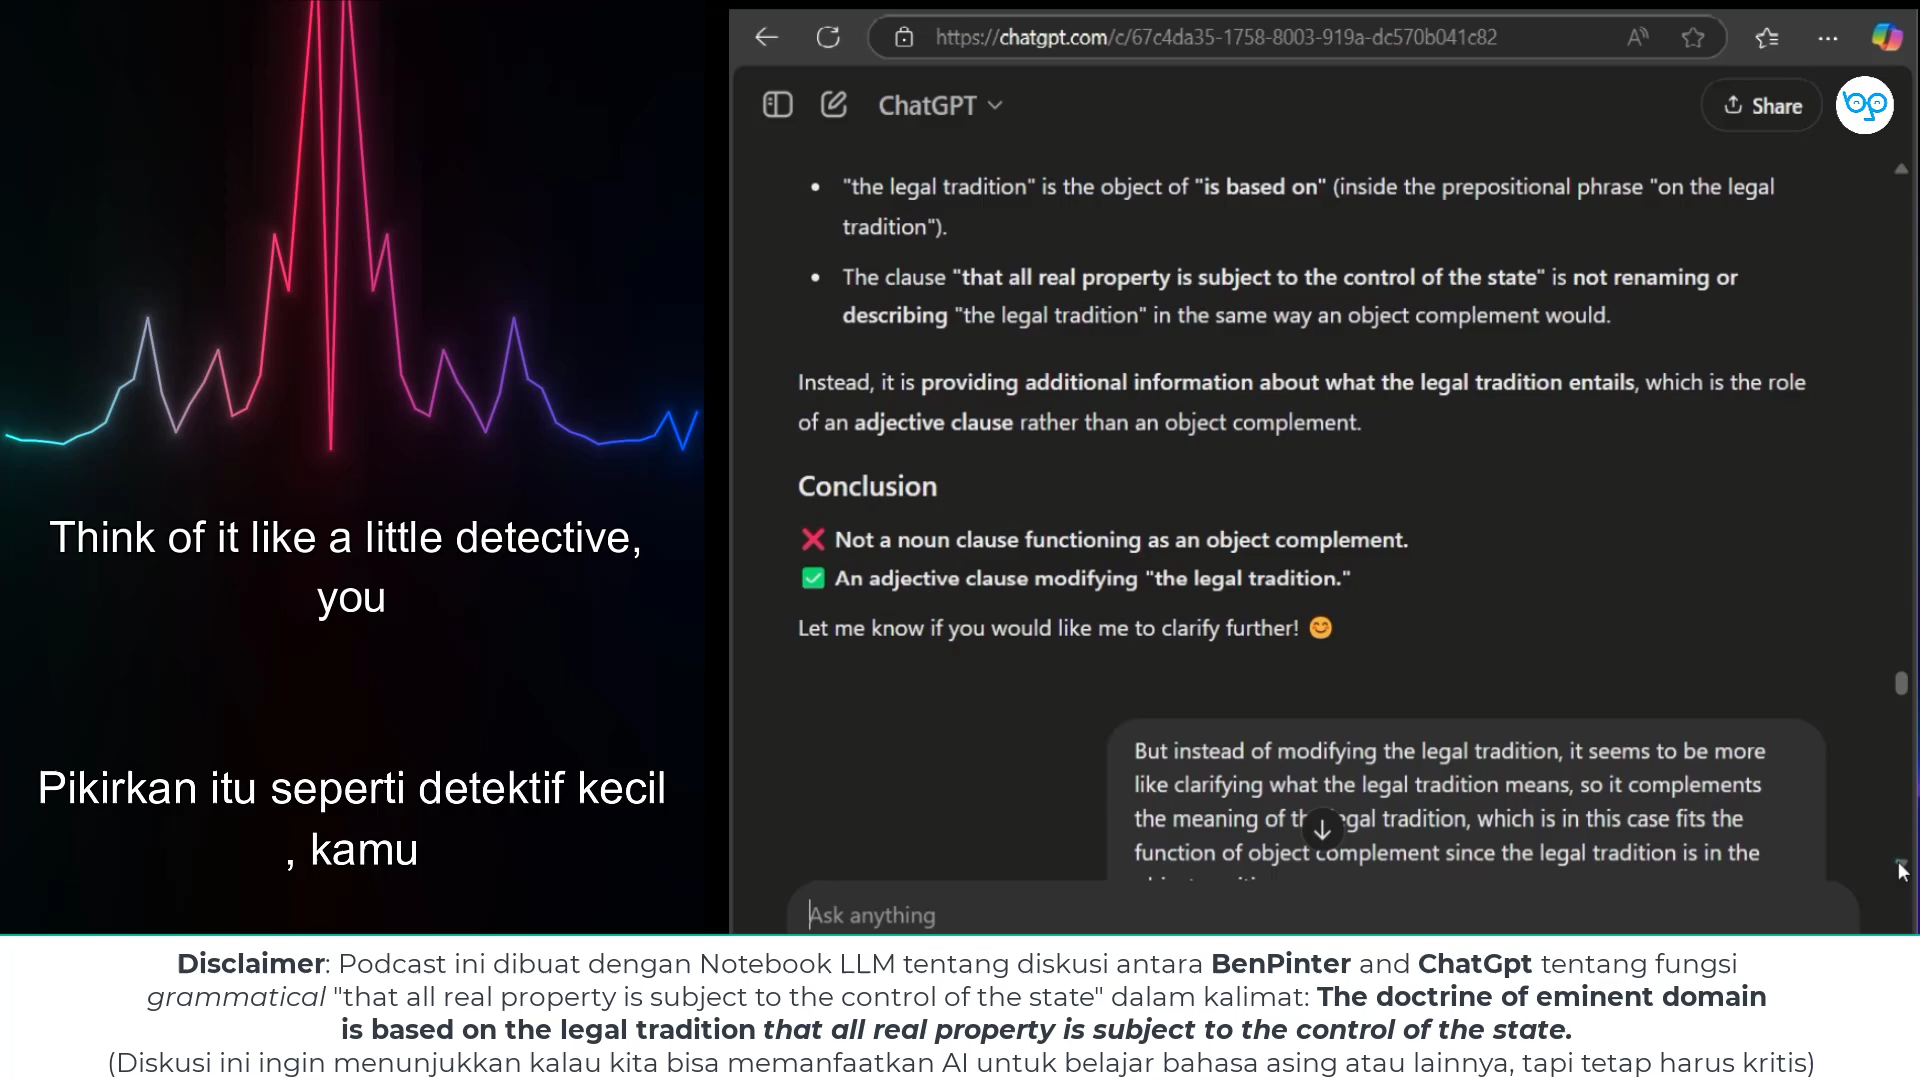 Think of it like a little detective,
you
Pikirkan itu seperti detektif kecil
, kamu
https://chatgpt.com/c/67c4da35-1758-8003-919a-dc570b041c82
ChatGPT
Share
• "the legal tradition" is the object of "is based on" (inside the prepositional phrase "on the legal
tradition").
• The clause "that all real property is subject to the control of the state" is not renaming or
describing "the legal tradition" in the same way an object complement would.
Instead, it is providing additional information about what the legal tradition entails, which is the role
of an adjective clause rather than an object complement.
Conclusion
❌ Not a noun clause functioning as an object complement.
✅ An adjective clause modifying "the legal tradition."
Let me know if you would like me to clarify further! 😊
But instead of modifying the legal tradition, it seems to be more
like clarifying what the legal tradition means, so it complements
the meaning of the legal tradition, which is in this case fits the
function of object complement since the legal tradition is in the
Ask anything
Disclaimer: Podcast ini dibuat dengan Notebook LLM tentang diskusi antara BenPinter and ChatGpt tentang fungsi
grammatical "that all real property is subject to the control of the state" dalam kalimat: The doctrine of eminent domain
is based on the legal tradition that all real property is subject to the control of the state.
(Diskusi ini ingin menunjukkan kalau kita bisa memanfaatkan AI untuk belajar bahasa asing atau lainnya, tapi tetap harus kritis)